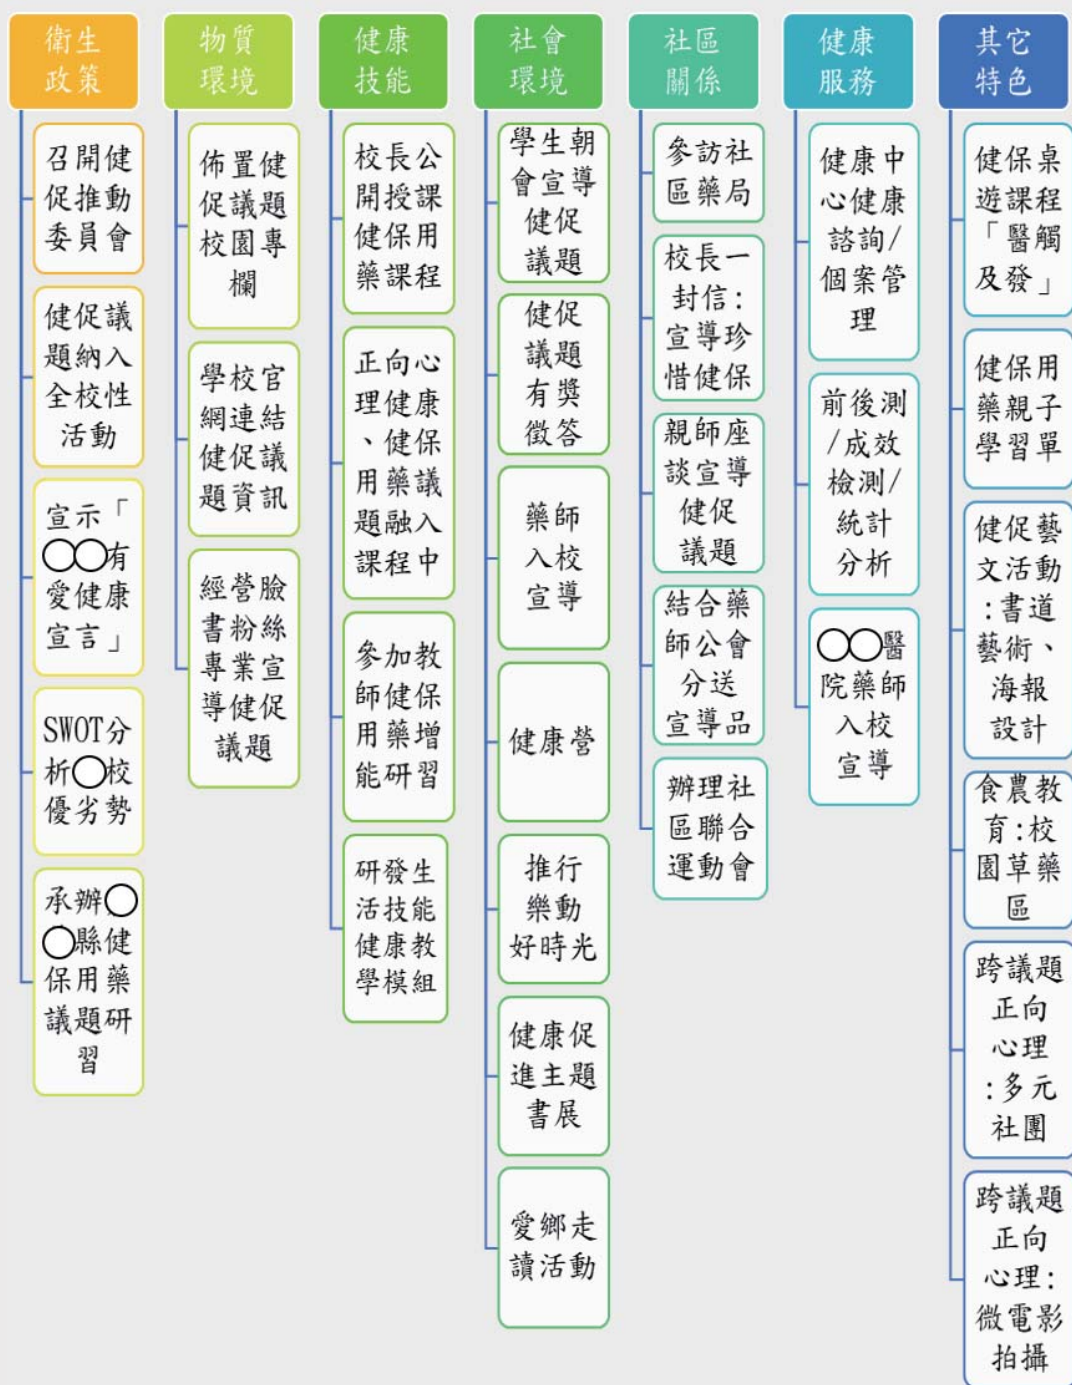 衛生
政策
召開健
促推動
委員會
健促議
題納入
全校性
活動
宣示「
○○有
愛健康
宣言」
SWOT分
析○校
優劣勢
承辦○
○縣健
保用藥
議題研
習
物質
環境
佈置健
促議題
校園專
欄
學校官
網連結
健促議
題資訊
經營臉
書粉絲
專業宣
導健促
議題
健康
技能
校長公
開授課
健保用
藥課程
正向心
理健康
、健保
用藥議
題融入
課程中
參加教
師健保
用藥增
能研習
研發生
活技能
健康教
學模組
社會
環境
學生朝
會宣導
健促
議題
健促
議題
有獎
徵答
藥師
入校
宣導
健康營
推行
樂動
好時光
健康促
進主題
書展
愛鄉走
讀活動
社區
關係
參訪社
區藥局
校長一
封信:
宣導珍
惜健保
親師座
談宣導
健促
議題
結合藥
師公會
分送
宣導品
辦理社
區聯合
運動會
健康
服務
健康中
心健康
諮詢/
個案管
理
前後測
/成效
檢測/
統計
分析
○○醫
院藥師
入校
宣導
其它
特色
健保桌
遊課程
「醫觸
及發」
健保用
藥親子
學習單
健促藝
文活動
:書道
藝術、
海報
設計
食農教
育:校
園草藥
區
跨議題
正向
心理
:多元
社團
跨議題
正向
心理:
微電影
拍攝